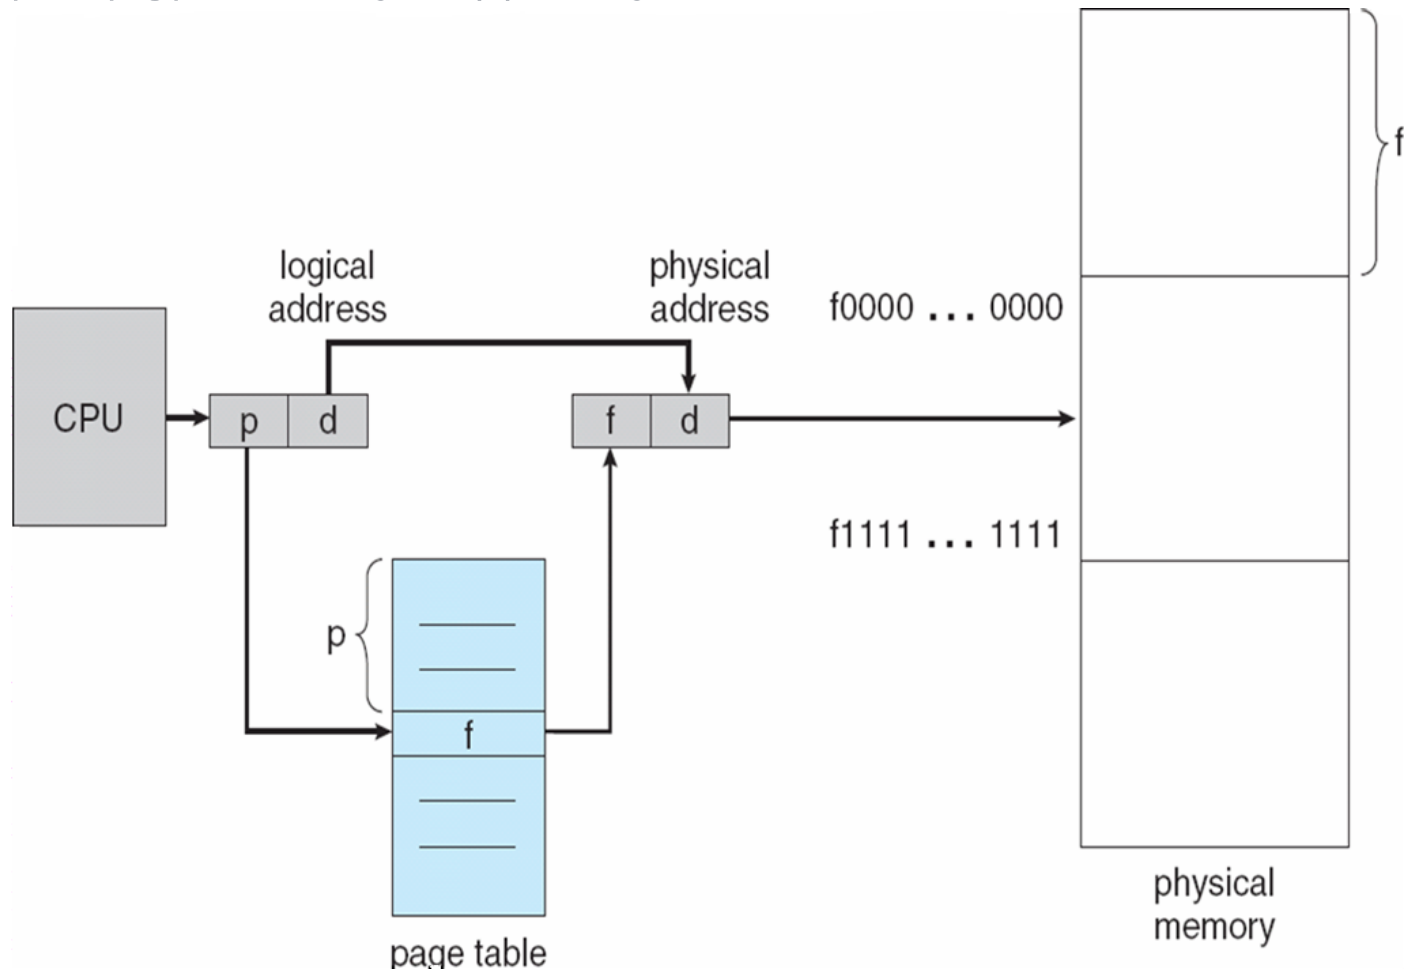 f
logical
address
physical
address
f0000 ... 0000
CPU
p
d
f
d
f1111 ... 1111
p
f
physical
memory
page table